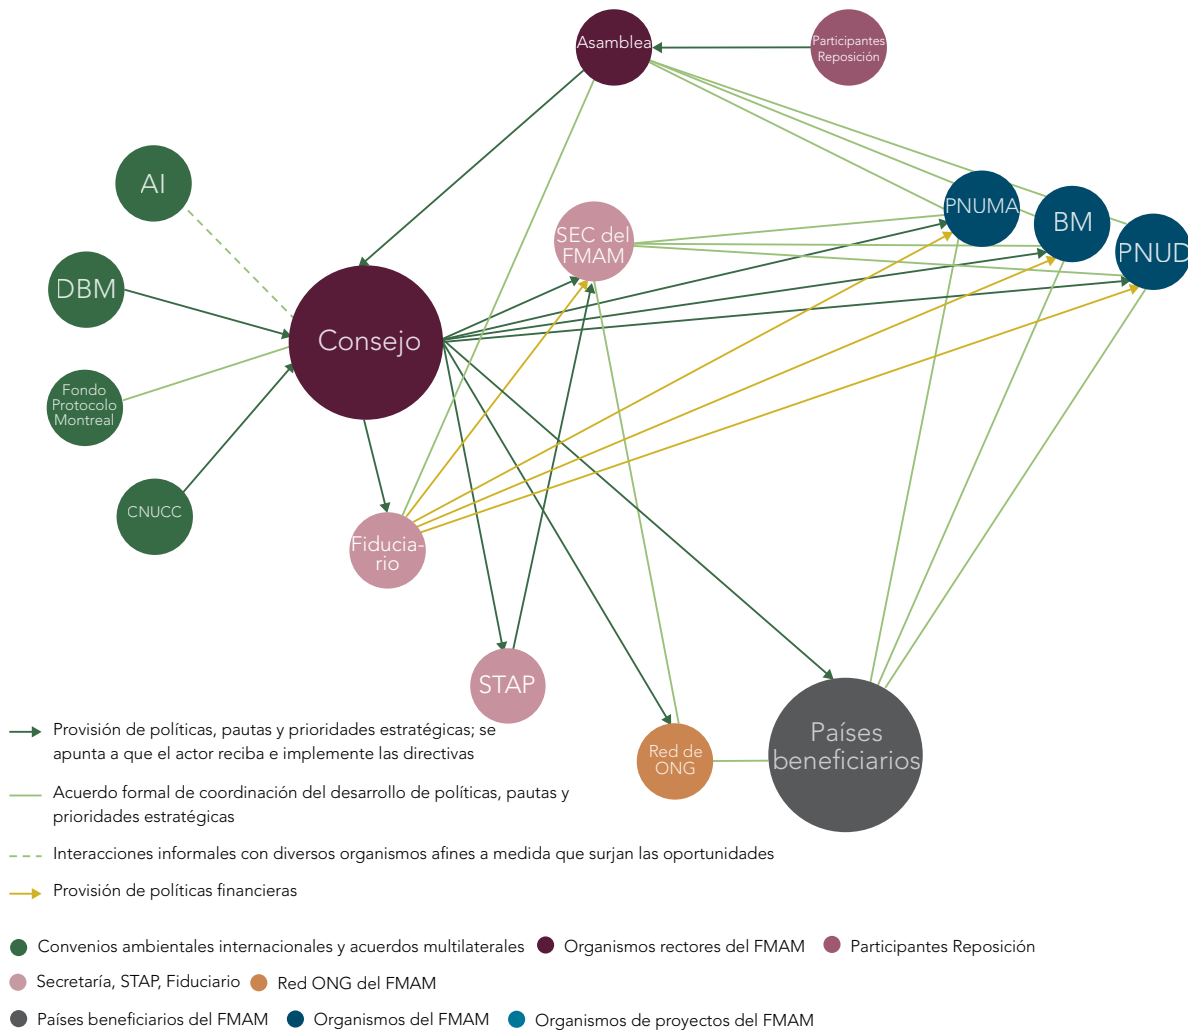 Asamblea
Participantes
Reposición
AI
PNUMA
BM
PNUD
SEC del
FMAM
DBM
Consejo
Fondo
Protocolo
Montreal
CNUCC
Fiducia-
rio
STAP
Red de
ONG
Países
beneficiarios
Provisión de políticas, pautas y prioridades estratégicas; se
apunta a que el actor reciba e implemente las directivas
Acuerdo formal de coordinación del desarrollo de políticas, pautas y
prioridades estratégicas
Interacciones informales con diversos organismos afines a medida que surjan las oportunidades
Provisión de políticas financieras
Convenios ambientales internacionales y acuerdos multilaterales
Organismos rectores del FMAM
Participantes Reposición
Secretaría, STAP, Fiduciario
Red ONG del FMAM
Países beneficiarios del FMAM
Organismos del FMAM
Organismos de proyectos del FMAM